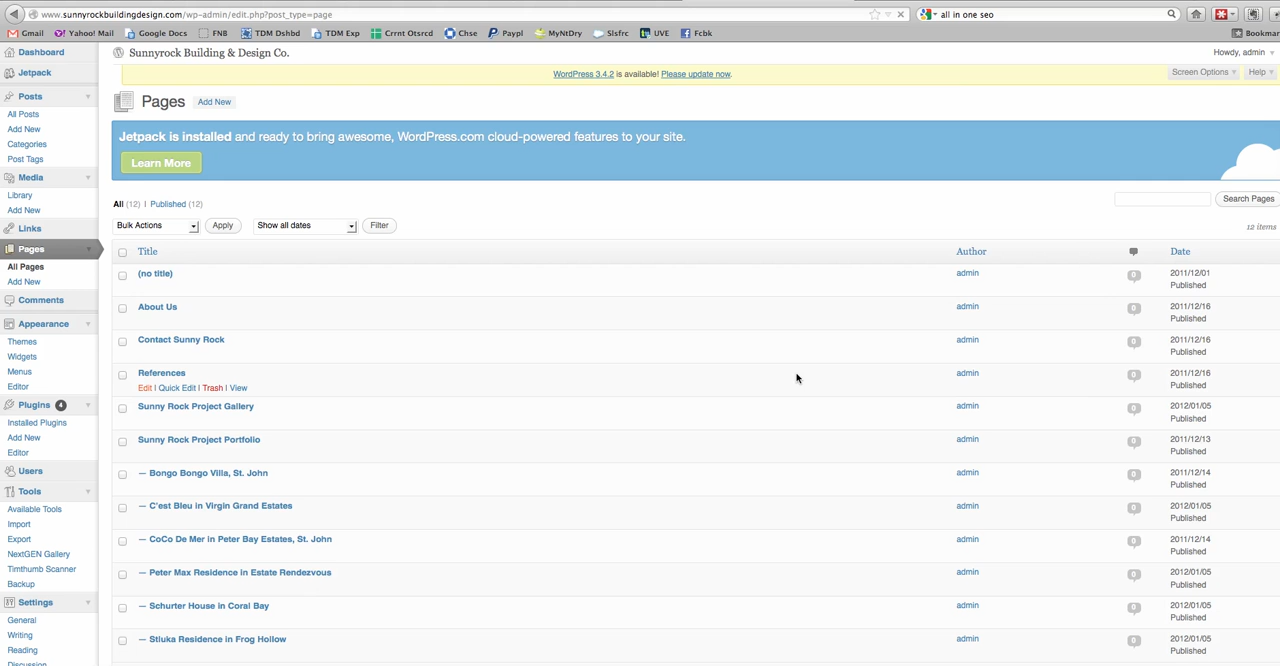 www.sunnyrockbuildingdesign.com/wp-admin/edit.php?post_type=page
all in one seo
Gmail Yahoo! Mail Google Docs FNB TDM Dshbd TDM Exp Crnt Otsrcd Chse Paypl MyNtDry Slsfrc UVE Fcbk Bookmar
Dashboard
Jetpack
Posts
All Posts
Add New
Categories
Post Tags
Media
Library
Add New
Links
Pages
All Pages
Add New
Comments
Appearance
Themes
Widgets
Menus
Editor
Plugins 4
Installed Plugins
Add New
Editor
Users
Tools
Available Tools
Import
Export
NextGEN Gallery
Timthumb Scanner
Backup
Settings
General
Writing
Reading
Discussion
Sunnyrock Building & Design Co.
Howdy, admin
WordPress 3.4.2 is available! Please update now.
Screen Options Help
Pages Add New
Jetpack is installed and ready to bring awesome, WordPress.com cloud-powered features to your site.
Learn More
All (12) | Published (12)
Search Pages
Bulk Actions Apply Show all dates Filter
12 items
Title Author Date
(no title) admin 0 2011/12/01
Published
About Us admin 0 2011/12/16
Published
Contact Sunny Rock admin 0 2011/12/16
Published
References admin 0 2011/12/16
Edit | Quick Edit | Trash | View Published
Sunny Rock Project Gallery admin 0 2012/01/05
Published
Sunny Rock Project Portfolio admin 0 2011/12/13
Published
— Bongo Bongo Villa, St. John admin 0 2011/12/14
Published
— C'est Bleu in Virgin Grand Estates admin 0 2012/01/05
Published
— CoCo De Mer in Peter Bay Estates, St. John admin 0 2011/12/14
Published
— Peter Max Residence in Estate Rendezvous admin 0 2012/01/05
Published
— Schurter House in Coral Bay admin 0 2012/01/05
Published
— Stluka Residence in Frog Hollow admin 0 2012/01/05
Published